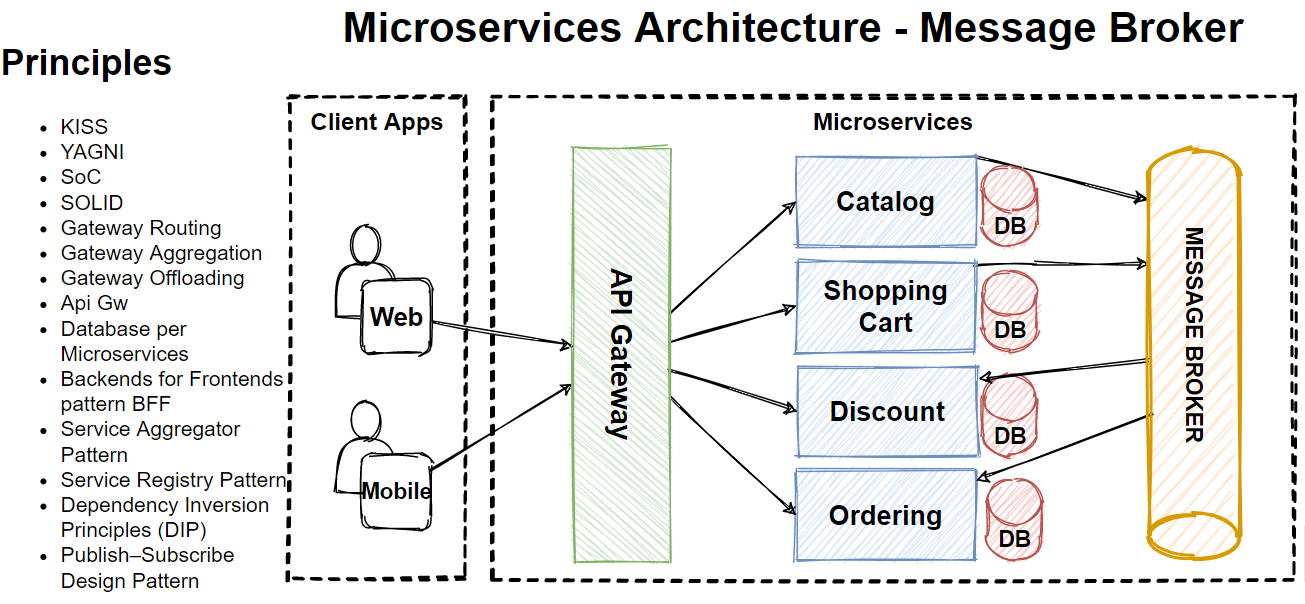 Microservices Architecture - Message Broker
Principles
KISS
YAGNI
SoC
SOLID
Gateway Routing
Gateway Aggregation
Gateway Offloading
Api Gw
Database per
Microservices
Backends for Frontends
pattern BFF
Service Aggregator
Pattern
Service Registry Pattern
Dependency Inversion
Principles (DIP)
Publish–Subscribe
Design Pattern
Client Apps
Web
Mobile
Microservices
API Gateway
Catalog
DB
Shopping
Cart
DB
Discount
DB
Ordering
DB
MESSAGE BROKER